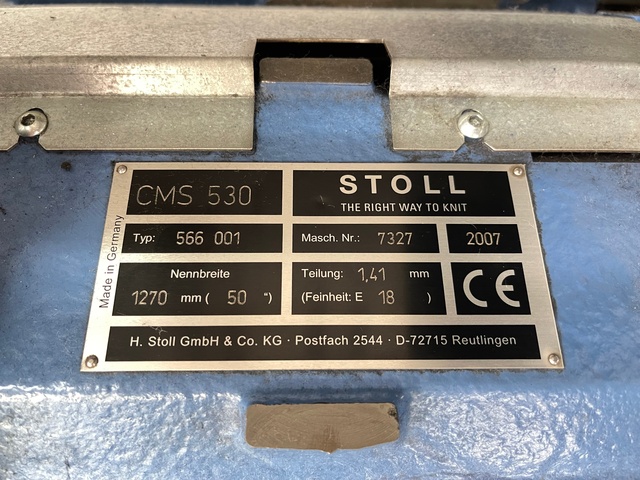 CMS 530
STOLL
THE RIGHT WAY TO KNIT
Typ: 566 001
Masch. Nr.: 7327
2007
Made in Germany
Nennbreite
1270 mm ( 50 ")
Teilung: 1,41 mm
(Feinheit: E 18 )
CE
H. Stoll GmbH & Co. KG · Postfach 2544 · D-72715 Reutlingen